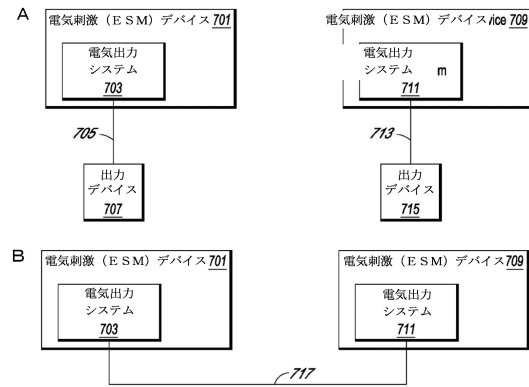 A
電気刺激（ＥＳＭ）デバイス701
電気出力
システム
703
705
出力
デバイス
707
電気刺激（ＥＳＭ）デバイス/ice 709
電気出力
システム m
711
713
出力
デバイス
715
B
電気刺激（ＥＳＭ）デバイス701
電気出力
システム
703
電気刺激（ＥＳＭ）デバイス709
電気出力
システム
711
717